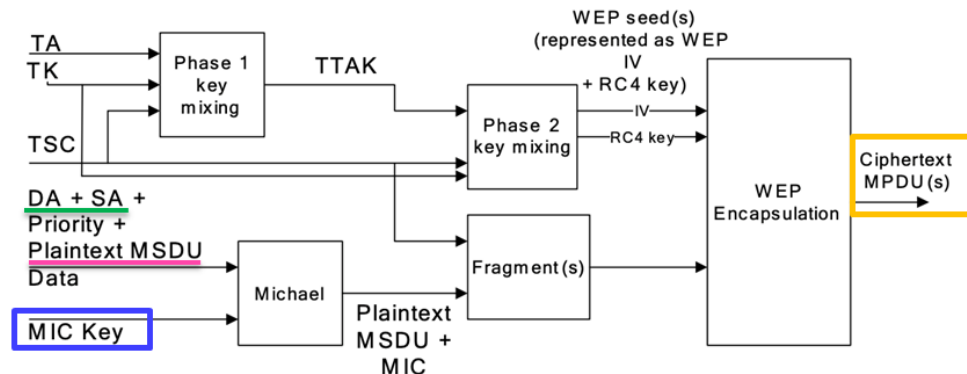 TA
TK
Phase 1
key
mixing
TTAK
WEP seed(s)
(represented as WEP
IV
+ RC4 key)
IV
RC4 key
Phase 2
key mixing
TSC
DA + SA +
Priority +
Plaintext MSDU
Data
MIC Key
Michael
Plaintext
MSDU +
MIC
Fragment(s)
WEP
Encapsulation
Ciphertext
MPDU(s)